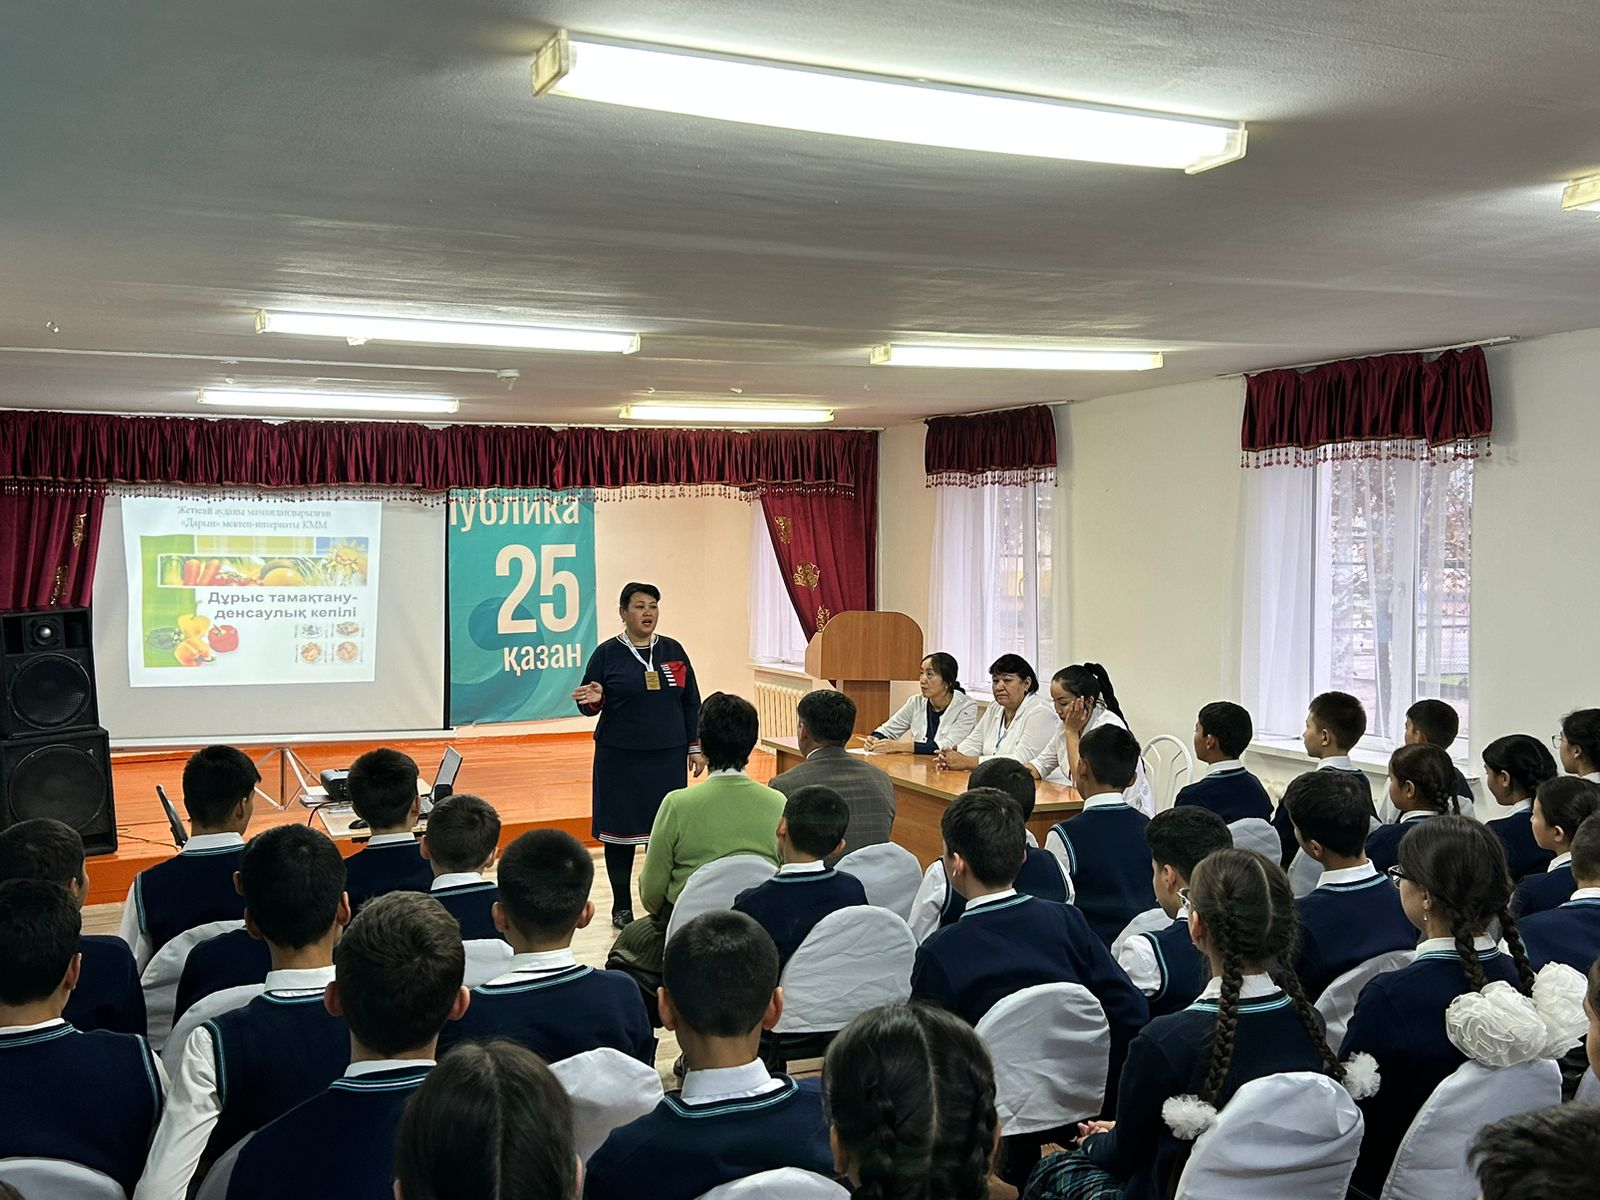 Жетісай ауданы мамандандырылған
«Дарын» мектеп-интернаты КММ
Дұрыс тамақтану-
денсаулық кепілі
публика
25
қазан